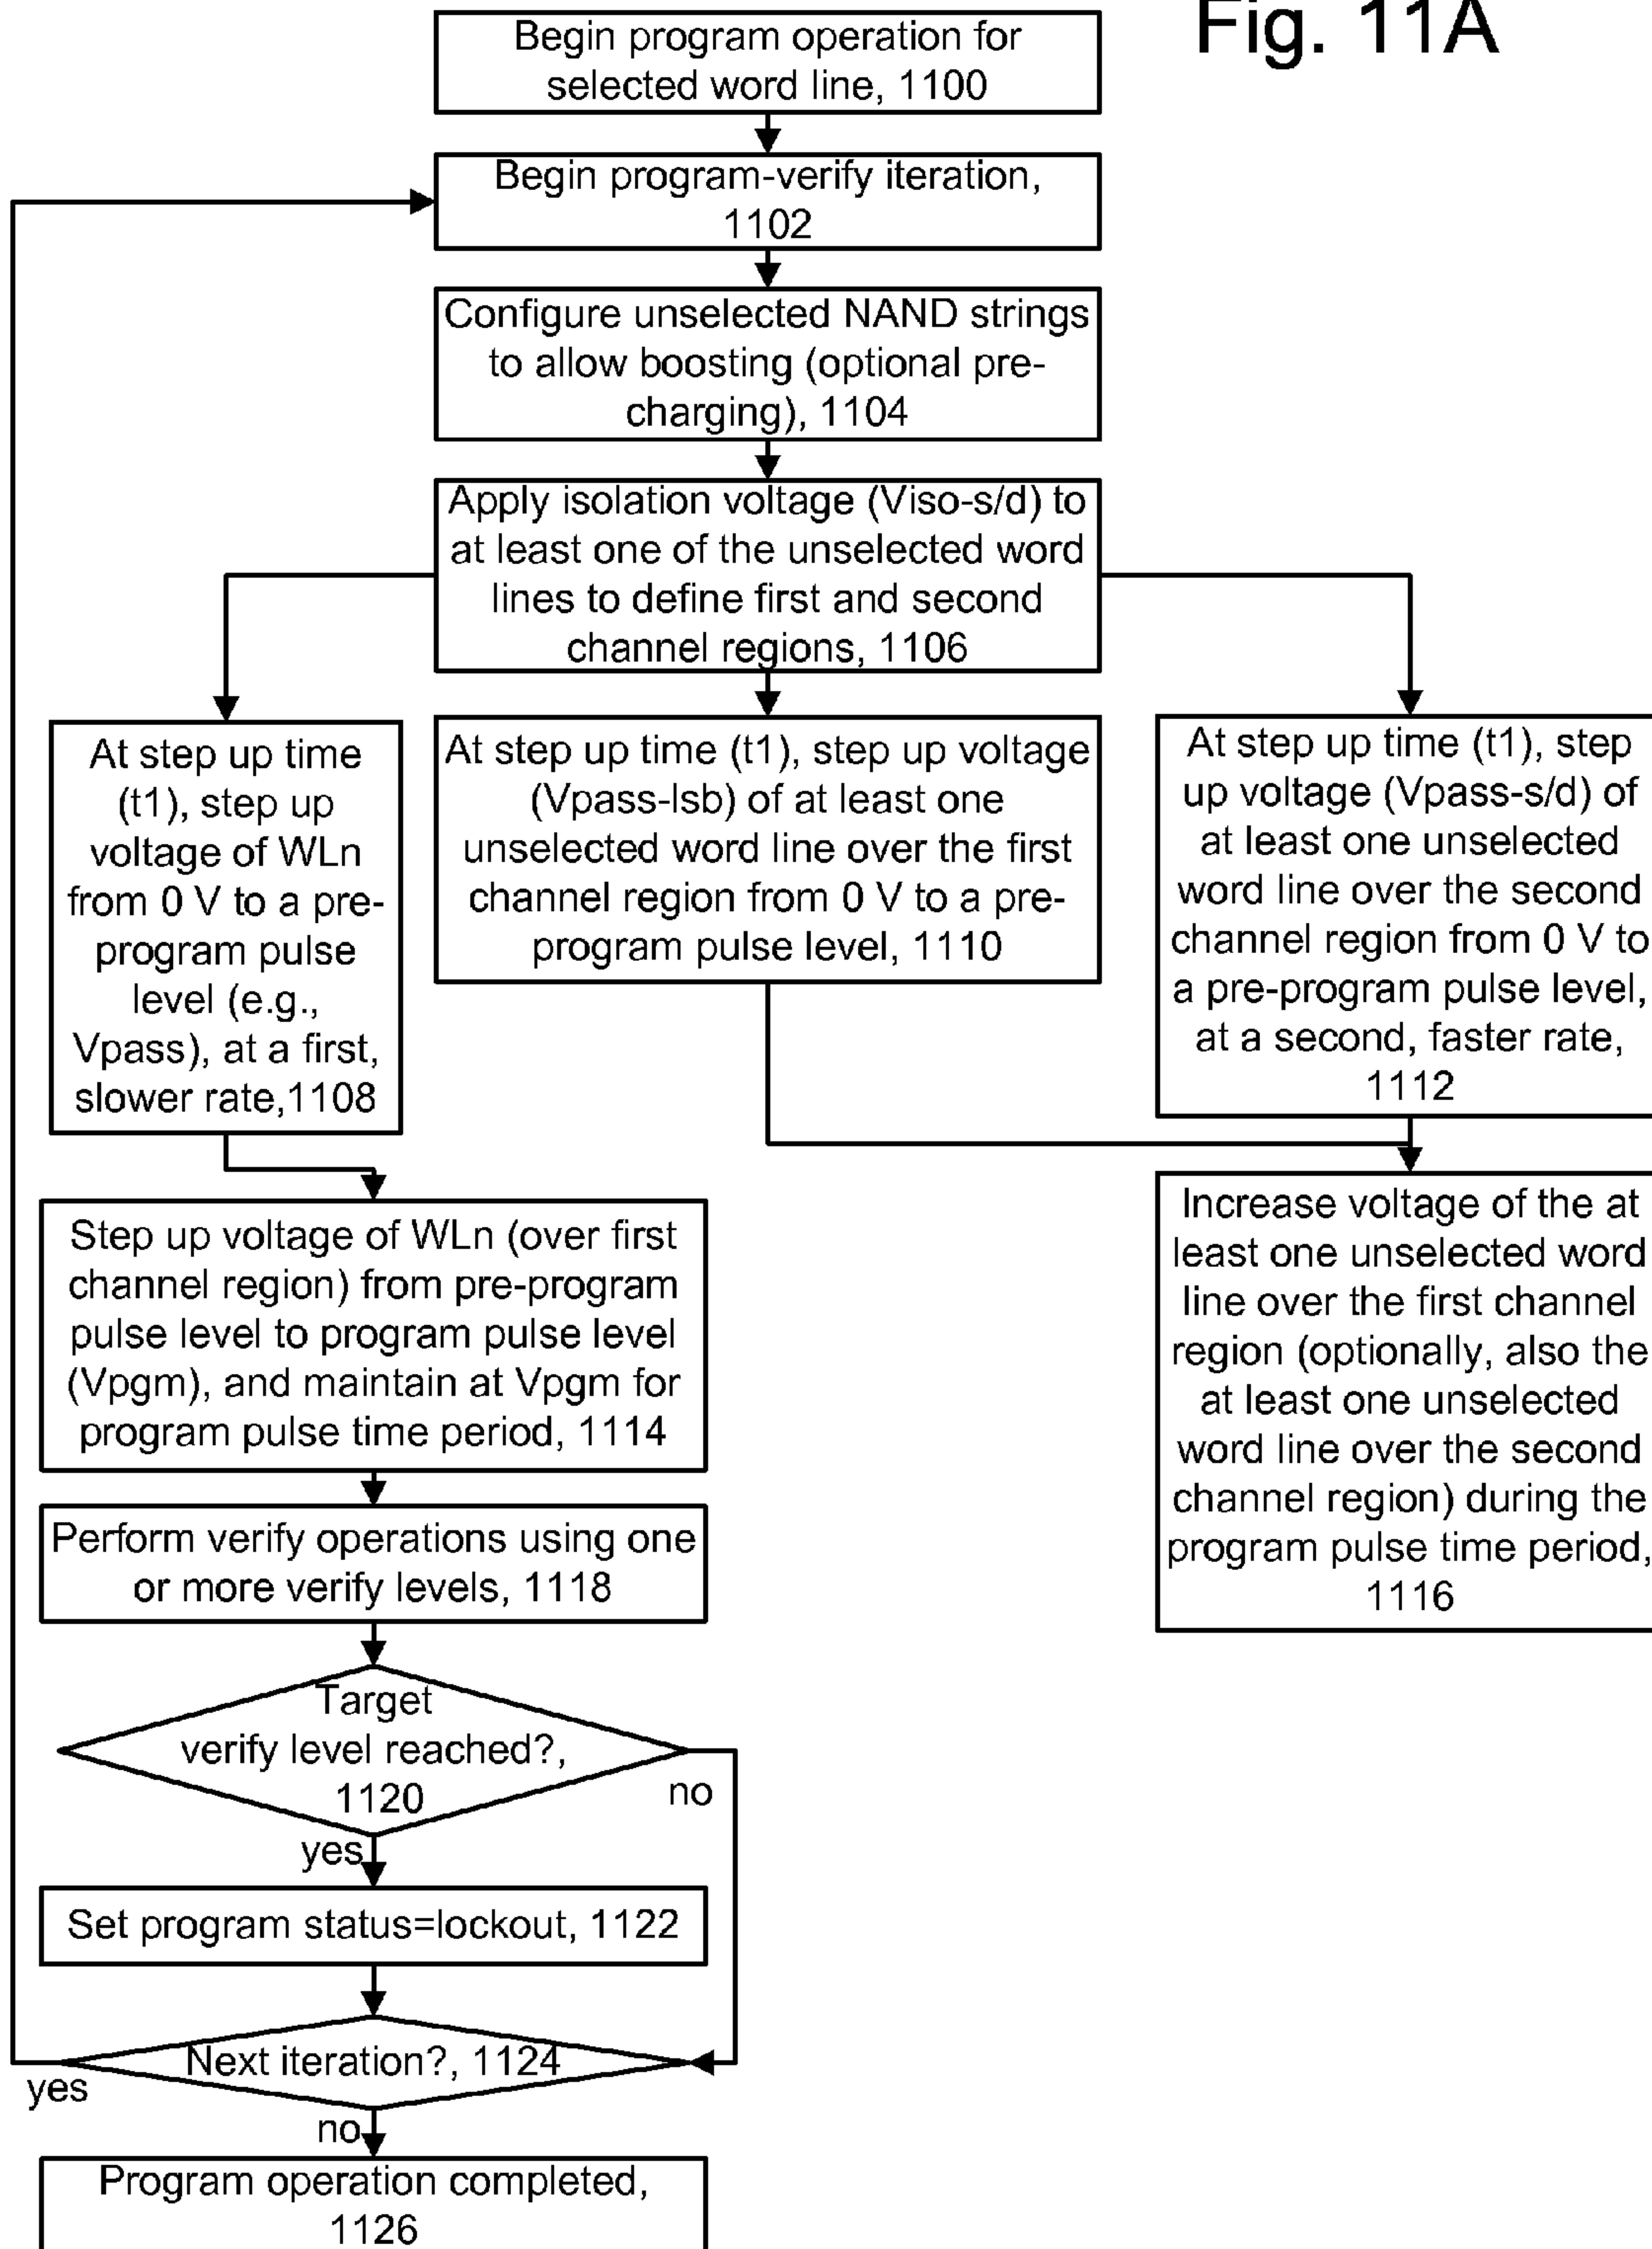 Fig. 11A
Begin program operation for
selected word line, 1100
Begin program-verify iteration,
1102
Configure unselected NAND strings
to allow boosting (optional pre-
charging), 1104
Apply isolation voltage (Viso-s/d) to
at least one of the unselected word
lines to define first and second
channel regions, 1106
At step up time
(t1), step up
voltage of WLn
from 0 V to a pre-
program pulse
level (e.g.,
Vpass), at a first,
slower rate,1108
At step up time (t1), step up voltage
(Vpass-lsb) of at least one
unselected word line over the first
channel region from 0 V to a pre-
program pulse level, 1110
At step up time (t1), step
up voltage (Vpass-s/d) of
at least one unselected
word line over the second
channel region from 0 V to
a pre-program pulse level,
at a second, faster rate,
1112
Step up voltage of WLn (over first
channel region) from pre-program
pulse level to program pulse level
(Vpgm), and maintain at Vpgm for
program pulse time period, 1114
Increase voltage of the at
least one unselected word
line over the first channel
region (optionally, also the
at least one unselected
word line over the second
channel region) during the
program pulse time period,
1116
Perform verify operations using one
or more verify levels, 1118
Target
verify level reached?,
1120
no
yes
Set program status=lockout, 1122
Next iteration?, 1124
yes
no
Program operation completed,
1126